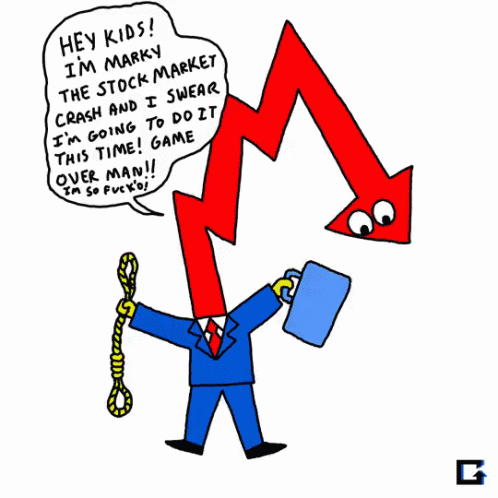 HEY KIDS!
I'M MARKY
THE STOCK MARKET
CRASH AND I SWEAR
I'M GOING TO DO IT
THIS TIME! GAME
OVER MAN!!
I'M SO FUCK'D!